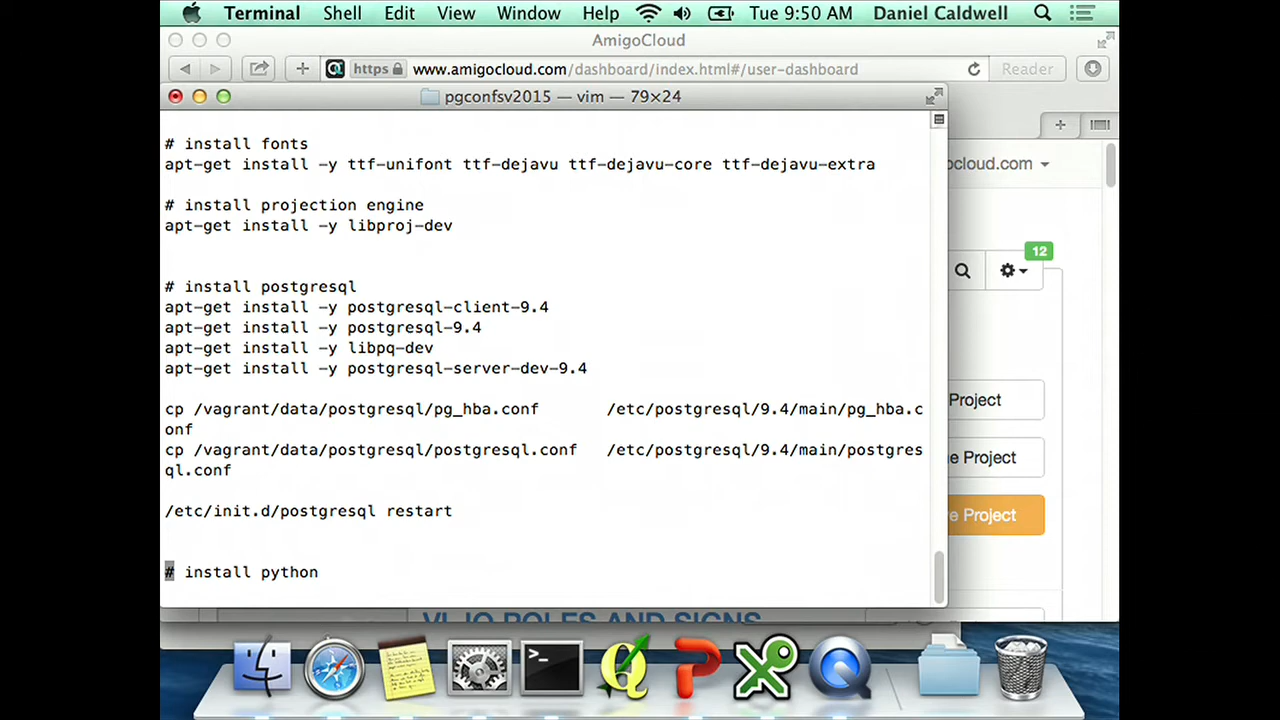 Terminal Shell Edit View Window Help Tue 9:50 AM Daniel Caldwell
AmigoCloud
https www.amigocloud.com/dashboard/index.html#/user-dashboard Reader
pgconfsv2015 — vim — 79×24
# install fonts
apt-get install -y ttf-unifont ttf-dejavu ttf-dejavu-core ttf-dejavu-extra
# install projection engine
apt-get install -y libproj-dev
# install postgresql
apt-get install -y postgresql-client-9.4
apt-get install -y postgresql-9.4
apt-get install -y libpq-dev
apt-get install -y postgresql-server-dev-9.4
cp /vagrant/data/postgresql/pg_hba.conf /etc/postgresql/9.4/main/pg_hba.c
onf
cp /vagrant/data/postgresql/postgresql.conf /etc/postgresql/9.4/main/postgres
ql.conf
/etc/init.d/postgresql restart
# install python
ocloud.com
12
Project
e Project
e Project
POLES AND SIGNS